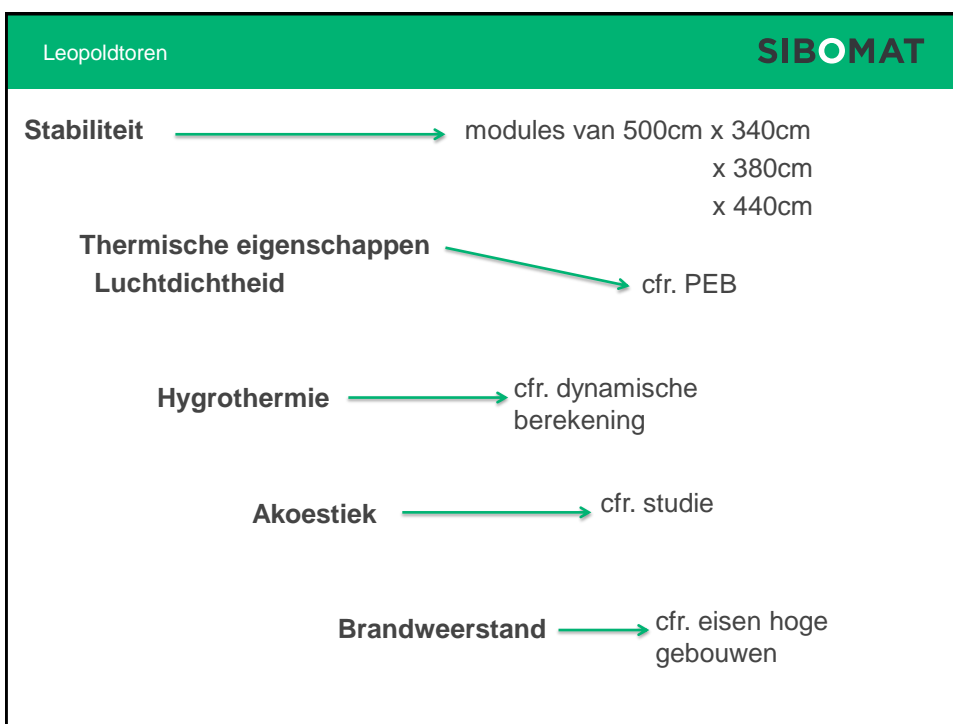 Leopoldtoren
SIBOMAT
Stabiliteit
modules van 500cm x 340cm
x 380cm
x 440cm
Thermische eigenschappen
Luchtdichtheid
cfr. PEB
Hygrothermie
cfr. dynamische
berekening
Akoestiek
cfr. studie
Brandweerstand
cfr. eisen hoge
gebouwen